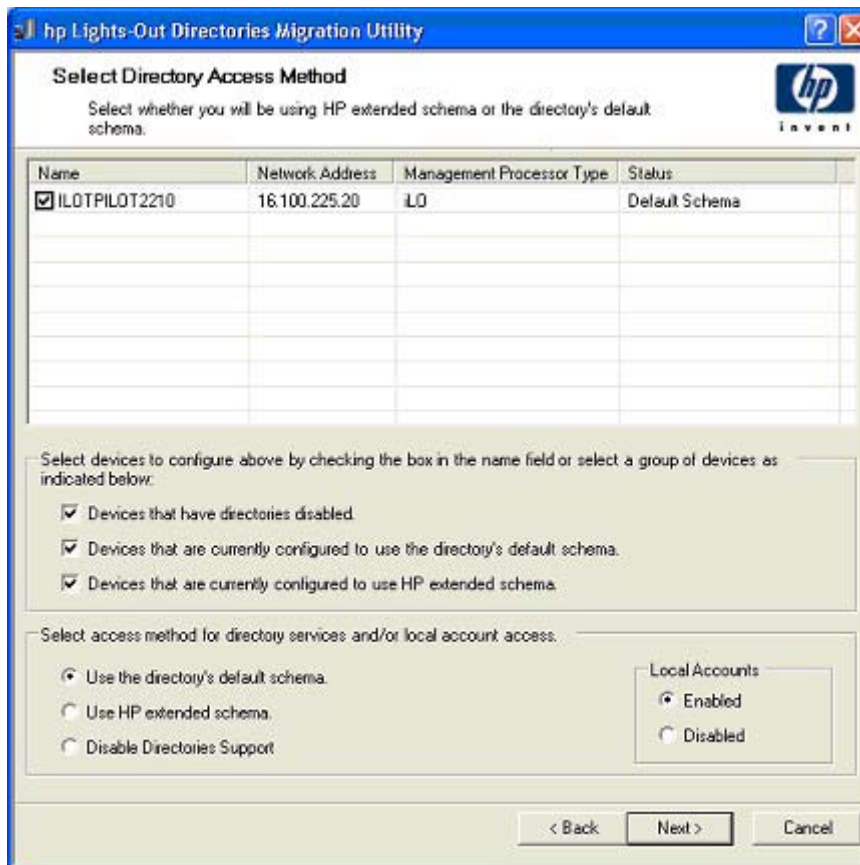 hp Lights-Out Directories Migration Utility
Select Directory Access Method
Select whether you will be using HP extended schema or the directory's default
schema.
hp
invent
Name Network Address Management Processor Type Status
ILOTPILOT2210 16.100.225.20 iLO Default Schema
Select devices to configure above by checking the box in the name field or select a group of devices as
indicated below:
Devices that have directories disabled.
Devices that are currently configured to use the directory's default schema.
Devices that are currently configured to use HP extended schema.
Select access method for directory services and/or local account access.
Use the directory's default schema.
Use HP extended schema.
Disable Directories Support
Local Accounts
Enabled
Disabled
< Back Next > Cancel